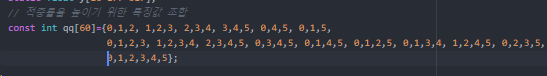 // 적중률을 높이기 위한 특징값 조합
const int qq[60]={0,1,2, 1,2,3, 2,3,4, 3,4,5, 0,4,5, 0,1,5,
0,1,2,3, 1,2,3,4, 2,3,4,5, 0,3,4,5, 0,1,4,5, 0,1,2,5, 0,1,3,4, 1,2,4,5, 0,2,3,5,
0,1,2,3,4,5};